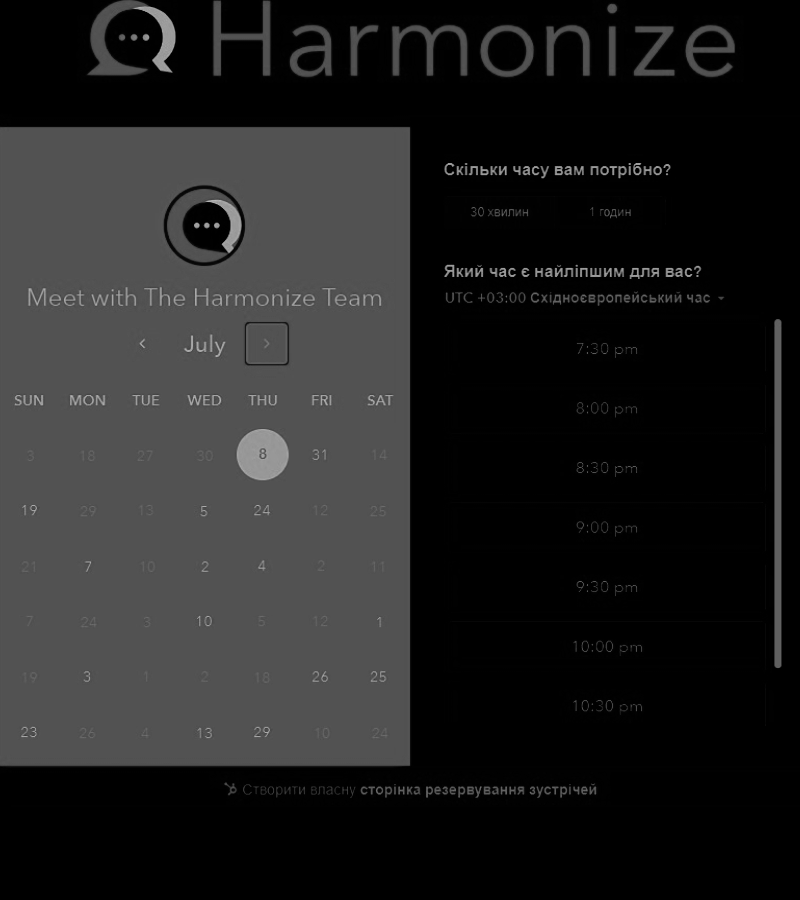 Harmonize
Meet with The Harmonize Team
July
SUN MON TUE WED THU FRI SAT
3 18 27 30 8 31 14
19 29 13 5 24 12 25
21 7 10 2 4 2 11
7 24 3 10 5 12 1
19 3 1 2 18 26 25
23 26 4 13 29 10 24
Скільки часу вам потрібно?
30 хвилин 1 годин
Який час є найліпшим для вас?
UTC +03:00 Східноєвропейський час
7:30 pm
8:00 pm
8:30 pm
9:00 pm
9:30 pm
10:00 pm
10:30 pm
Створити власну сторінка резервування зустрічей